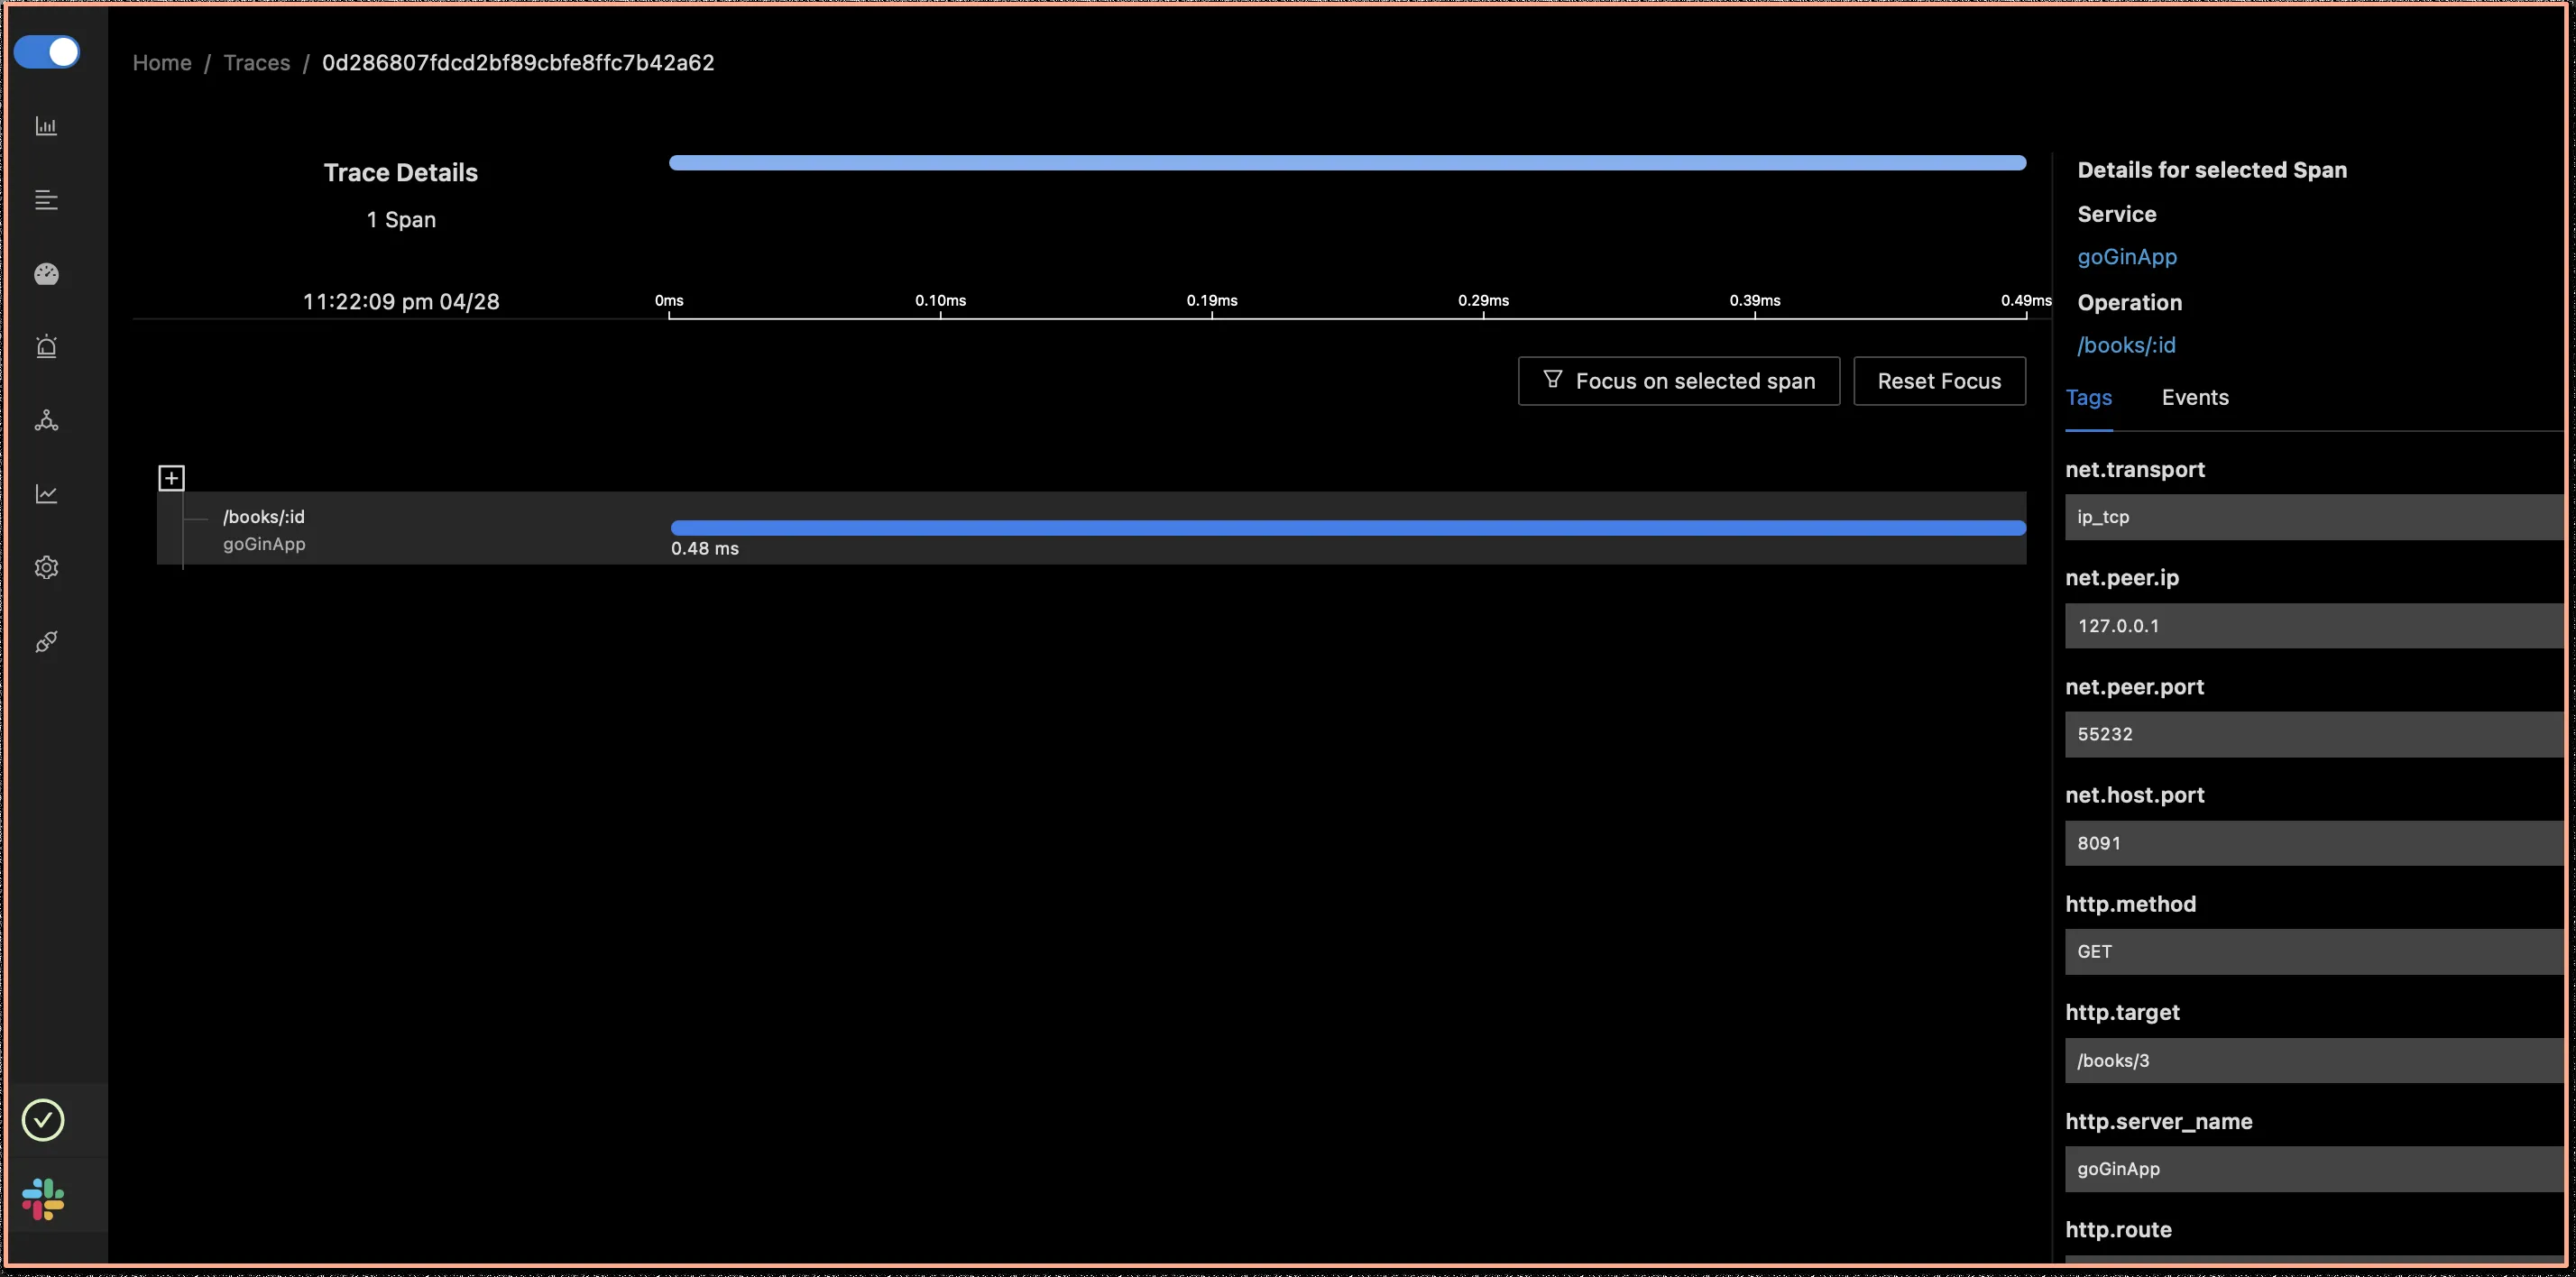 Home / Traces / 0d286807fdcd2bf89cbfe8ffc7b42a62
Trace Details
1 Span
11:22:09 pm 04/28
0ms 0.10ms 0.19ms 0.29ms 0.39ms 0.49ms
Focus on selected span
Reset Focus
/books/:id
goGinApp
0.48 ms
Details for selected Span
Service
goGinApp
Operation
/books/:id
Tags Events
net.transport
ip_tcp
net.peer.ip
127.0.0.1
net.peer.port
55232
net.host.port
8091
http.method
GET
http.target
/books/3
http.server_name
goGinApp
http.route